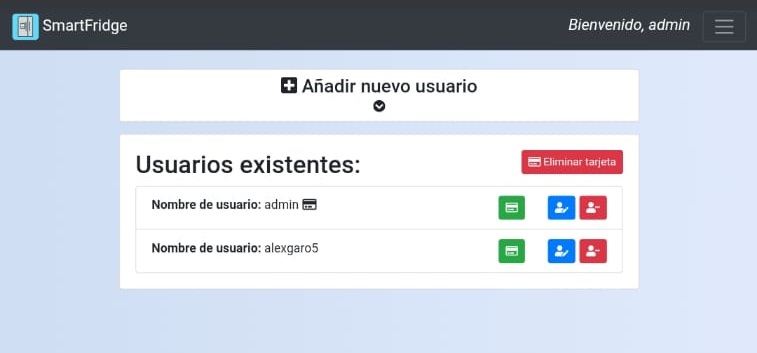 SmartFridge
Bienvenido, admin
Añadir nuevo usuario
Usuarios existentes:
Eliminar tarjeta
Nombre de usuario: admin
Nombre de usuario: alexgaro5